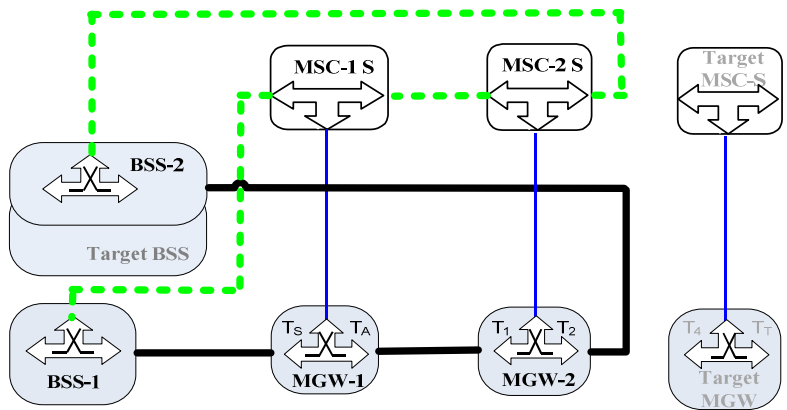 MSC-1 S
MSC-2 S
Target
MSC-S
BSS-2
Target BSS
BSS-1
TS TA
MGW-1
T1 T2
MGW-2
T4 TT
Target
MGW